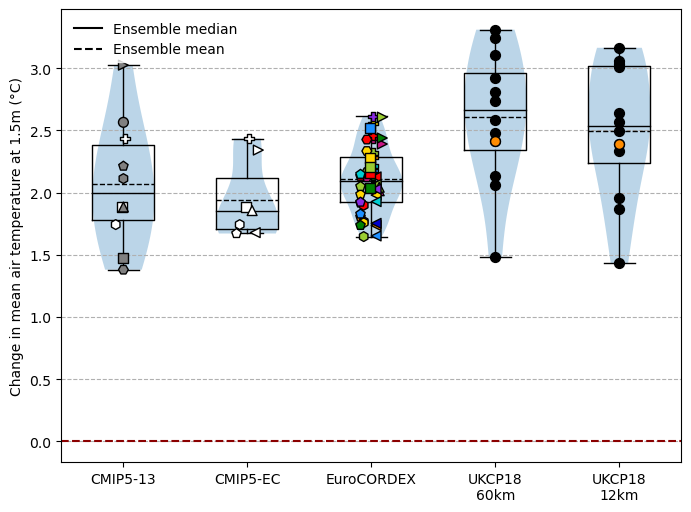 Ensemble median
Ensemble mean
Change in mean air temperature at 1.5m (°C)
3.0
2.5
2.0
1.5
1.0
0.5
0.0
CMIP5-13
CMIP5-EC
EuroCORDEX
UKCP18
60km
UKCP18
12km